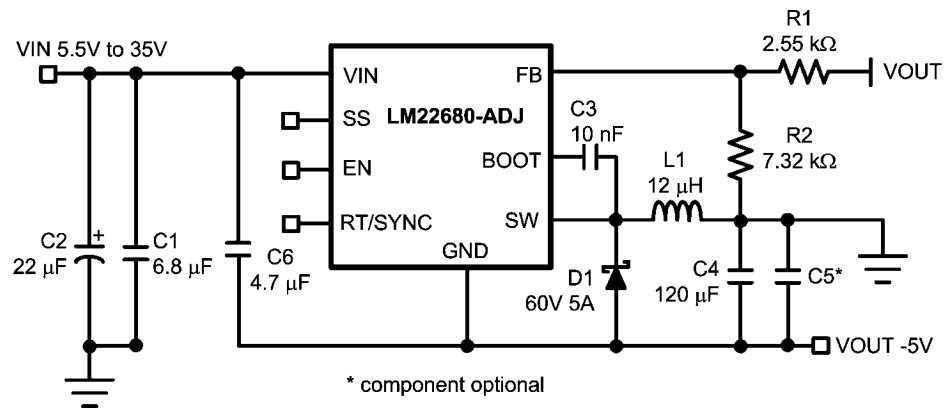 VIN 5.5V to 35V
R1
2.55 kΩ
VOUT
VIN
FB
LM22680-ADJ
SS
C3
10 nF
R2
7.32 kΩ
EN
BOOT
L1
12 μH
RT/SYNC
SW
GND
C2
22 μF
+
C1
6.8 μF
C6
4.7 μF
D1
60V 5A
C4
120 μF
C5*
VOUT -5V
* component optional